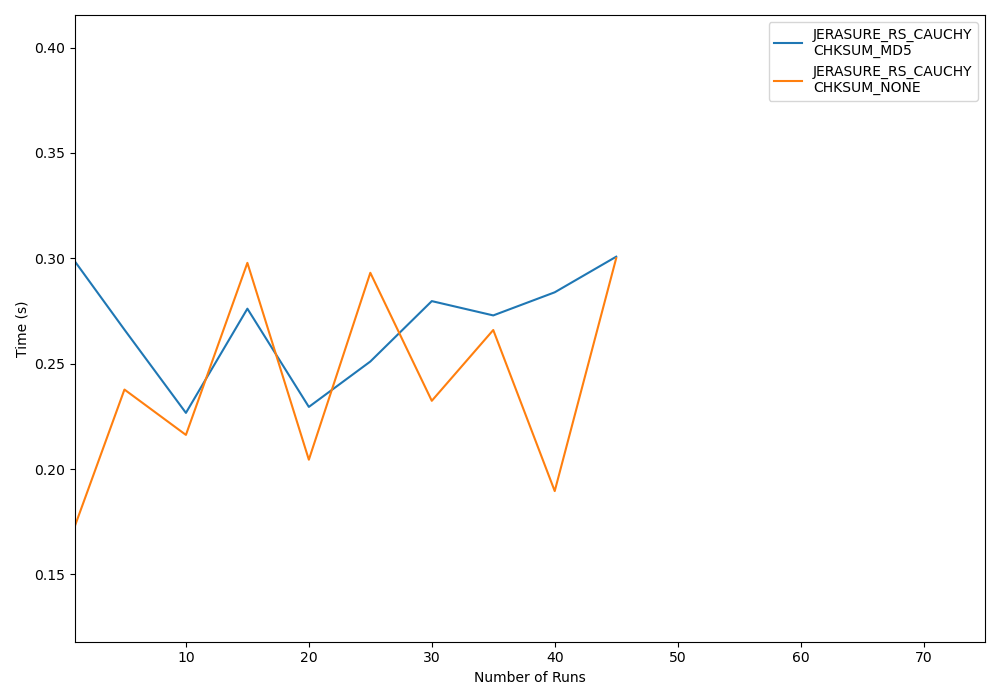 JERASURE_RS_CAUCHY
CHKSUM_MD5
JERASURE_RS_CAUCHY
CHKSUM_NONE
0.40
0.35
0.30
0.25
0.20
0.15
Time (s)
10 20 30 40 50 60 70
Number of Runs